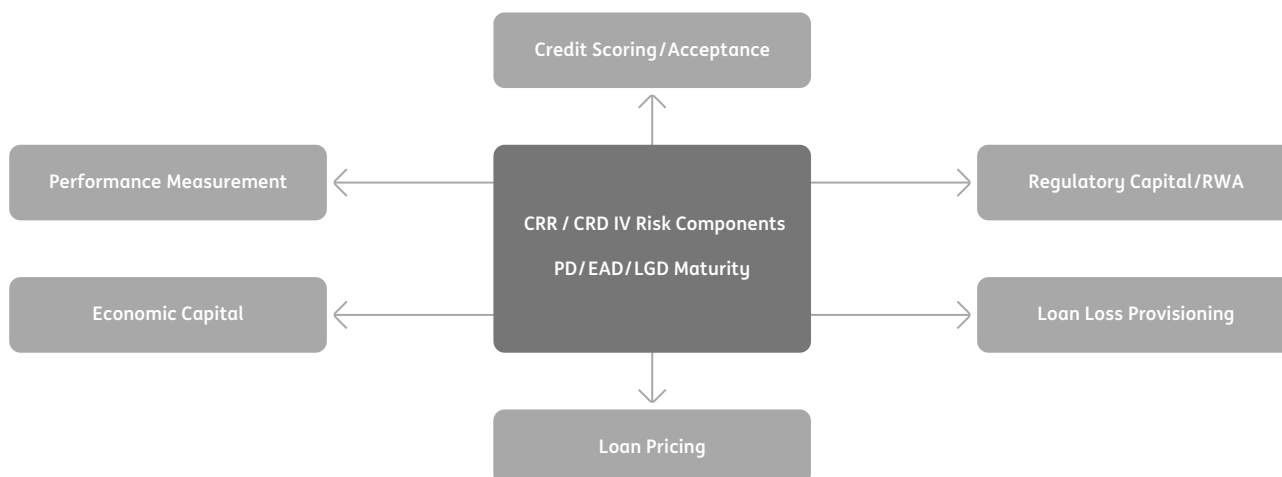 Credit Scoring/Acceptance
Performance Measurement
Regulatory Capital/RWA
CRR / CRD IV Risk Components
PD/EAD/LGD Maturity
Economic Capital
Loan Loss Provisioning
Loan Pricing